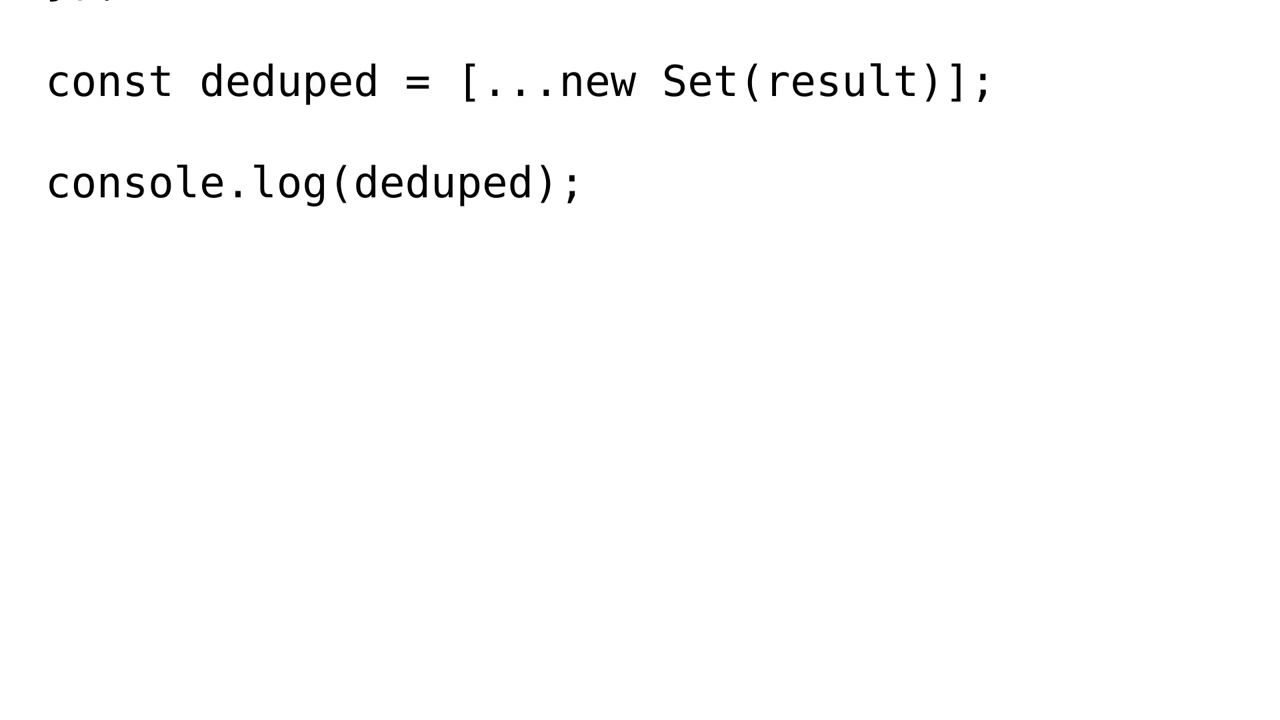 const deduped = [...new Set(result)];
console.log(deduped);